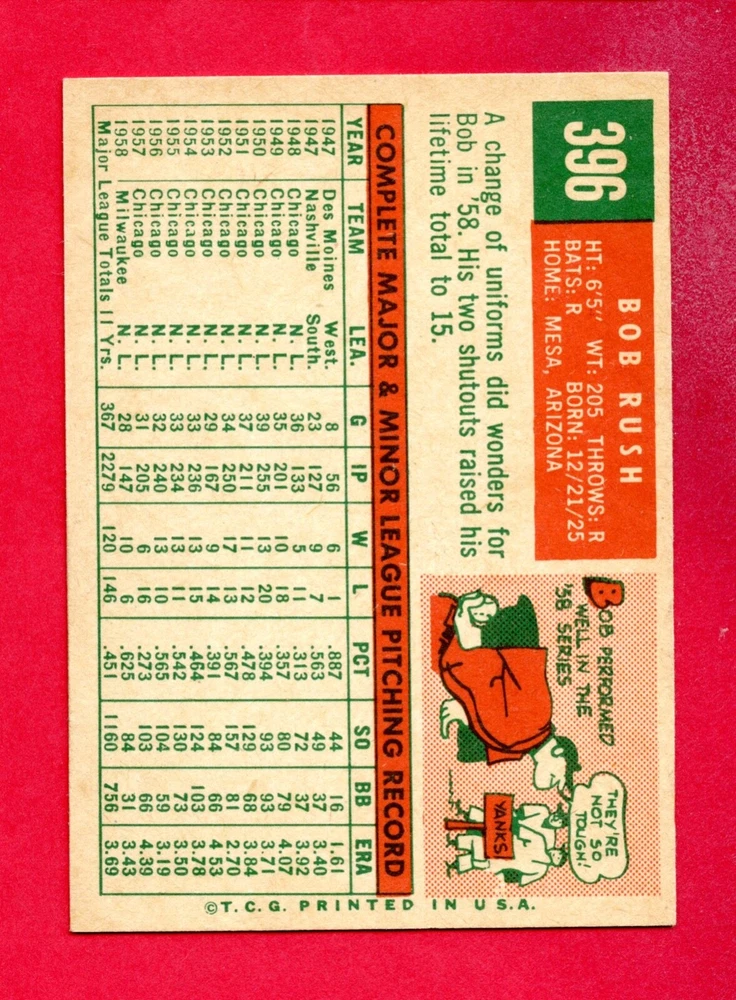 396
BOB RUSH
HT: 6'5" WT: 205 THROWS: R
BATS: R BORN: 12/21/25
HOME: MESA, ARIZONA
A change of uniforms did wonders for
Bob in '58. His two shutouts raised his
lifetime total to 15.
BOB PERFORMED
WELL IN THE
'58 SERIES
THEY'RE
NOT SO
TOUGH!
YANKS
COMPLETE MAJOR & MINOR LEAGUE PITCHING RECORD
YEAR TEAM LEA. G IP W L PCT SO BB ERA
1947 Des Moines West. 8 56 6 1 .887 44 16 1.61
1947 Nashville South. 23 127 9 7 .563 49 37 3.40
1948 Chicago N. L. 36 133 5 11 .313 72 37 3.92
1949 Chicago N. L. 35 201 10 18 .357 80 79 4.07
1950 Chicago N. L. 39 255 13 20 .394 93 93 3.71
1951 Chicago N. L. 37 211 11 12 .478 129 68 3.84
1952 Chicago N. L. 34 250 17 13 .567 157 81 2.70
1953 Chicago N. L. 29 167 9 14 .391 84 66 4.53
1954 Chicago N. L. 33 236 13 15 .464 124 103 3.78
1955 Chicago N. L. 33 234 13 11 .542 130 73 3.50
1956 Chicago N. L. 32 240 13 10 .565 104 59 3.19
1957 Chicago N. L. 31 205 6 16 .273 103 66 4.39
1958 Milwaukee N. L. 28 147 10 6 .625 84 31 3.43
Major League Totals 11 Yrs. 367 2279 120 146 .451 1160 756 3.69
©T.C.G. PRINTED IN U.S.A.